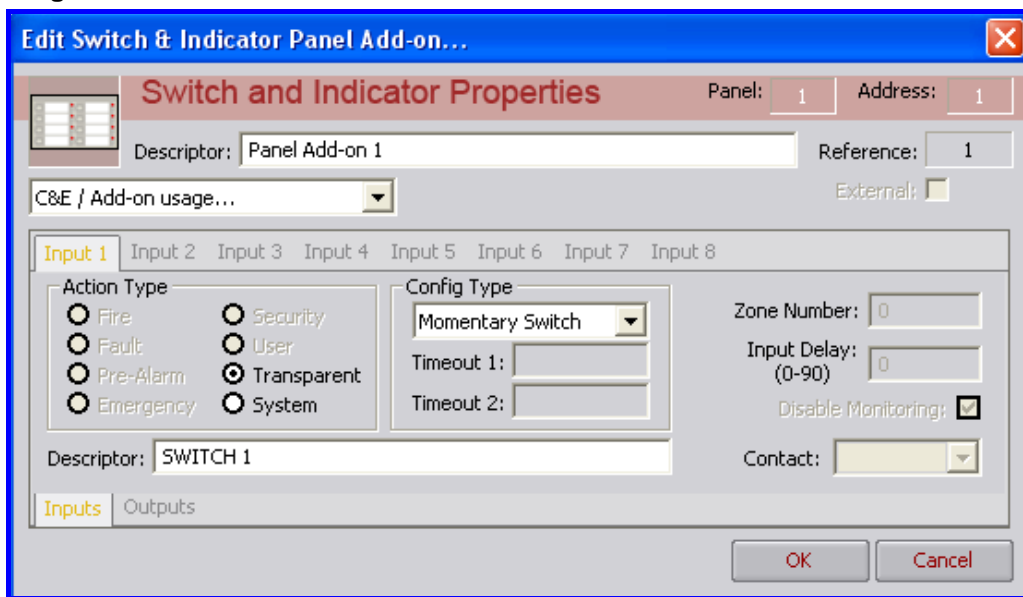 Edit Switch & Indicator Panel Add-on...
Switch and Indicator Properties
Panel: 1 Address: 1
Descriptor: Panel Add-on 1
Reference: 1
C&E / Add-on usage...
External:
Input 1 Input 2 Input 3 Input 4 Input 5 Input 6 Input 7 Input 8
Action Type
Fire Security
Fault User
Pre-Alarm Transparent
Emergency System
Config Type
Momentary Switch
Timeout 1:
Timeout 2:
Zone Number: 0
Input Delay: 0
(0-90)
Disable Monitoring:
Descriptor: SWITCH 1
Contact:
Inputs Outputs
OK Cancel